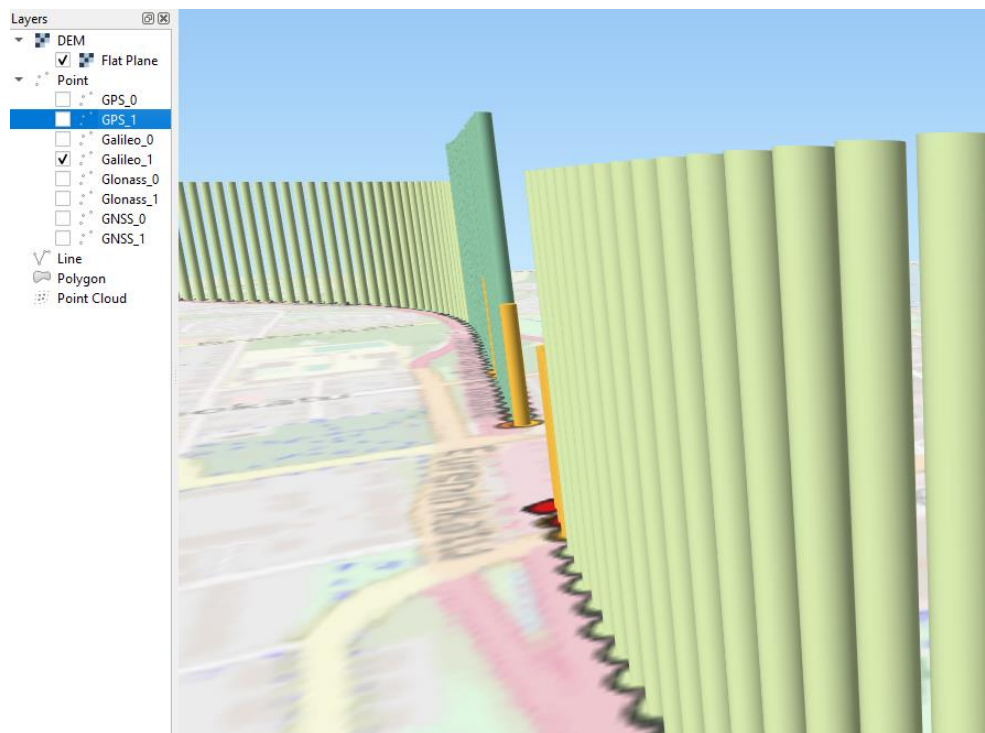 Layers
DEM
Flat Plane
Point
GPS_0
GPS_1
Galileo_0
Galileo_1
Glonass_0
Glonass_1
GNSS_0
GNSS_1
Line
Polygon
Point Cloud